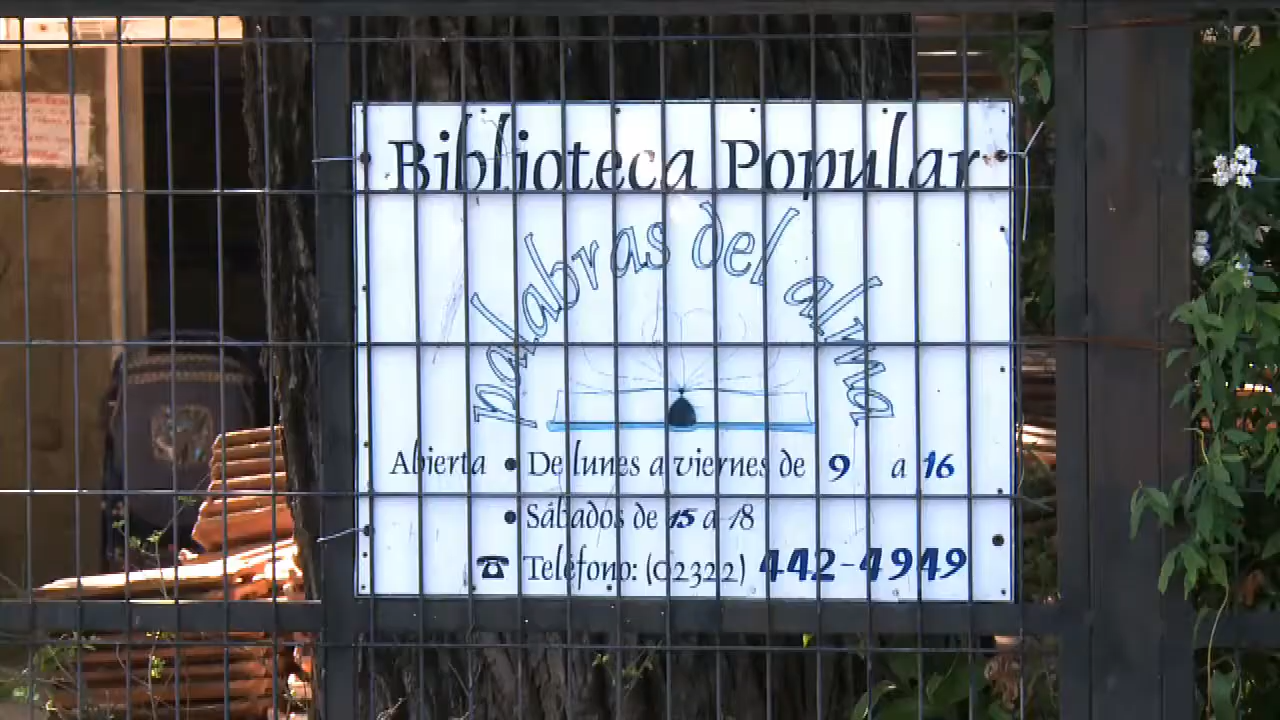 Biblioteca Popular
palabras del alma
Abierta • De lunes a viernes de 9 a 16
• Sábados de 15 a 18
☎ Teléfono: (02322) 442-4949